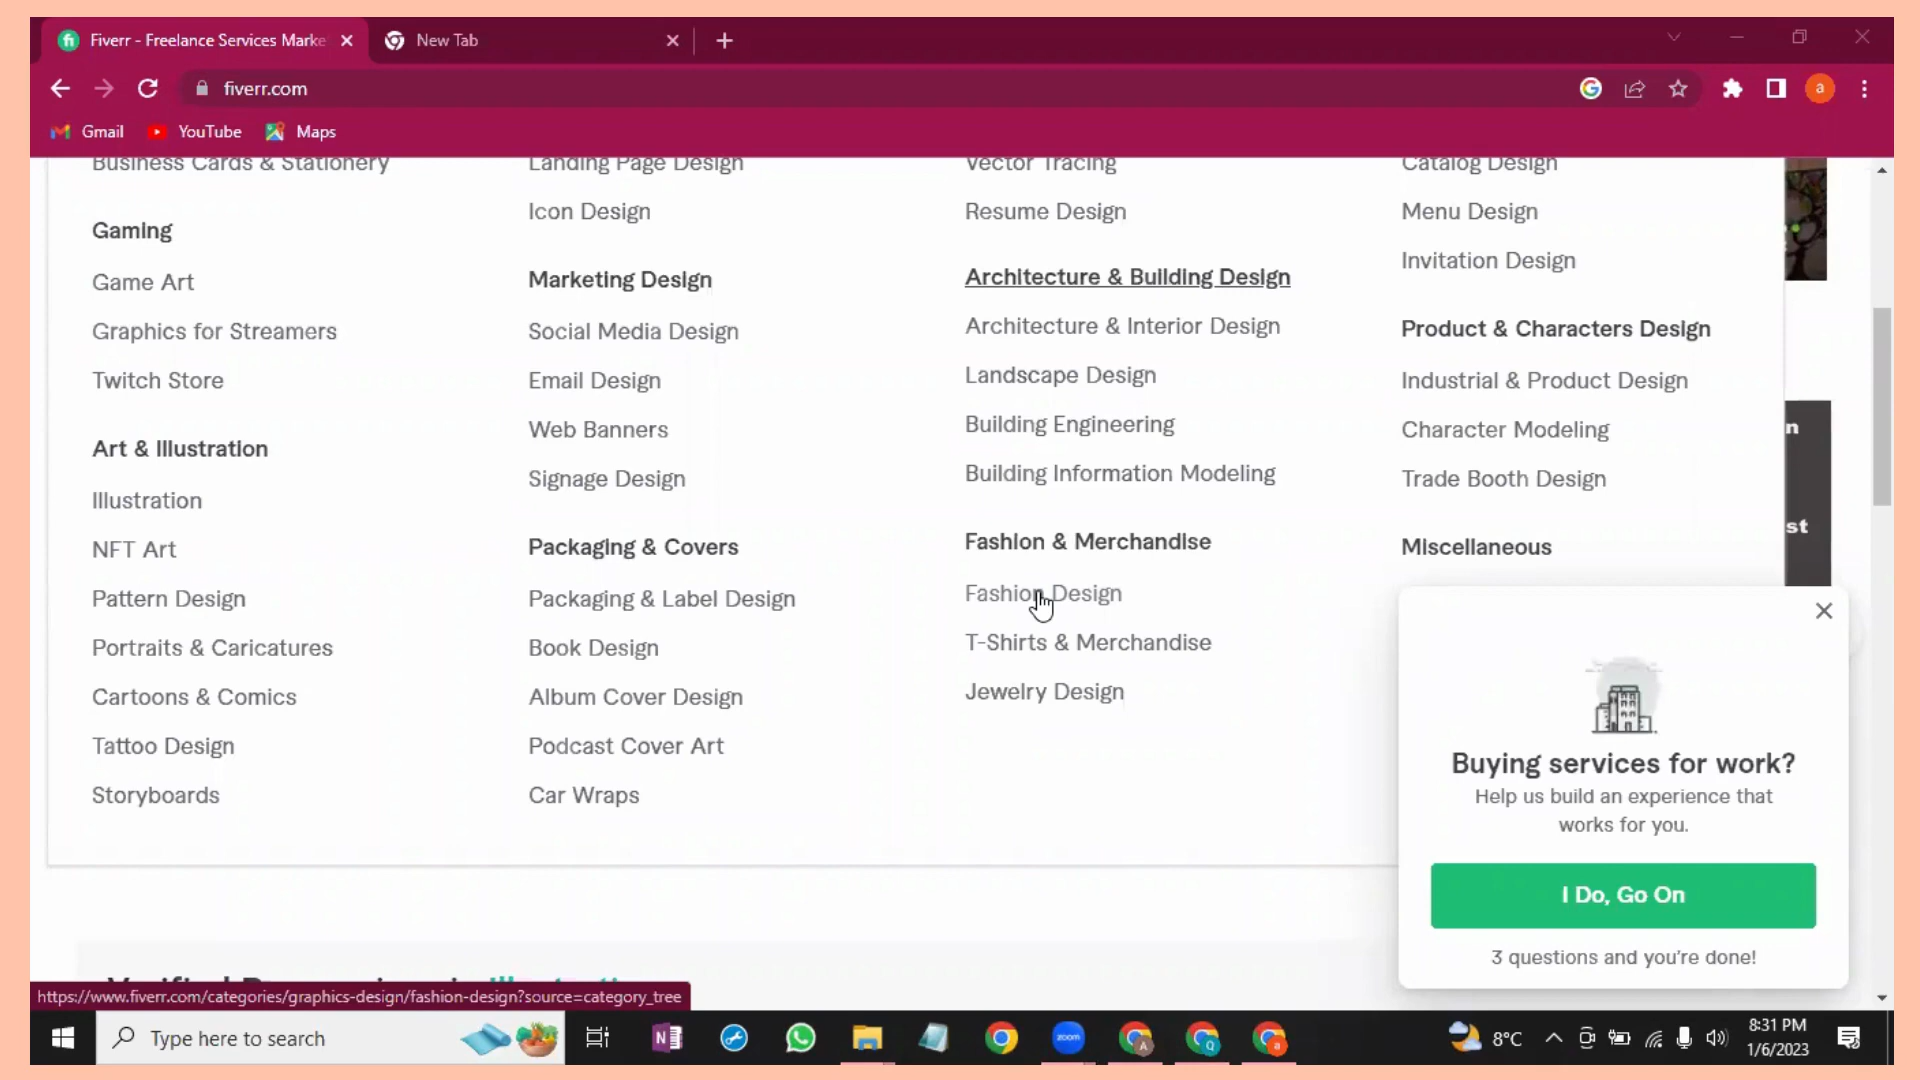 Fiverr - Freelance Services Marke
New Tab
fiverr.com
a
Gmail
YouTube
Maps
Business Cards & Stationery
Gaming
Game Art
Graphics for Streamers
Twitch Store
Art & Illustration
Illustration
NFT Art
Pattern Design
Portraits & Caricatures
Cartoons & Comics
Tattoo Design
Storyboards
Landing Page Design
Icon Design
Marketing Design
Social Media Design
Email Design
Web Banners
Signage Design
Packaging & Covers
Packaging & Label Design
Book Design
Album Cover Design
Podcast Cover Art
Car Wraps
Vector Tracing
Resume Design
Architecture & Building Design
Architecture & Interior Design
Landscape Design
Building Engineering
Building Information Modeling
Fashion & Merchandise
Fashion Design
T-Shirts & Merchandise
Jewelry Design
Catalog Design
Menu Design
Invitation Design
Product & Characters Design
Industrial & Product Design
Character Modeling
Trade Booth Design
Miscellaneous
n
st
Buying services for work?
Help us build an experience that
works for you.
I Do, Go On
3 questions and you're done!
https://www.fiverr.com/categories/graphics-design/fashion-design?source=category_tree
Type here to search
zoom
8°C
8:31 PM
1/6/2023